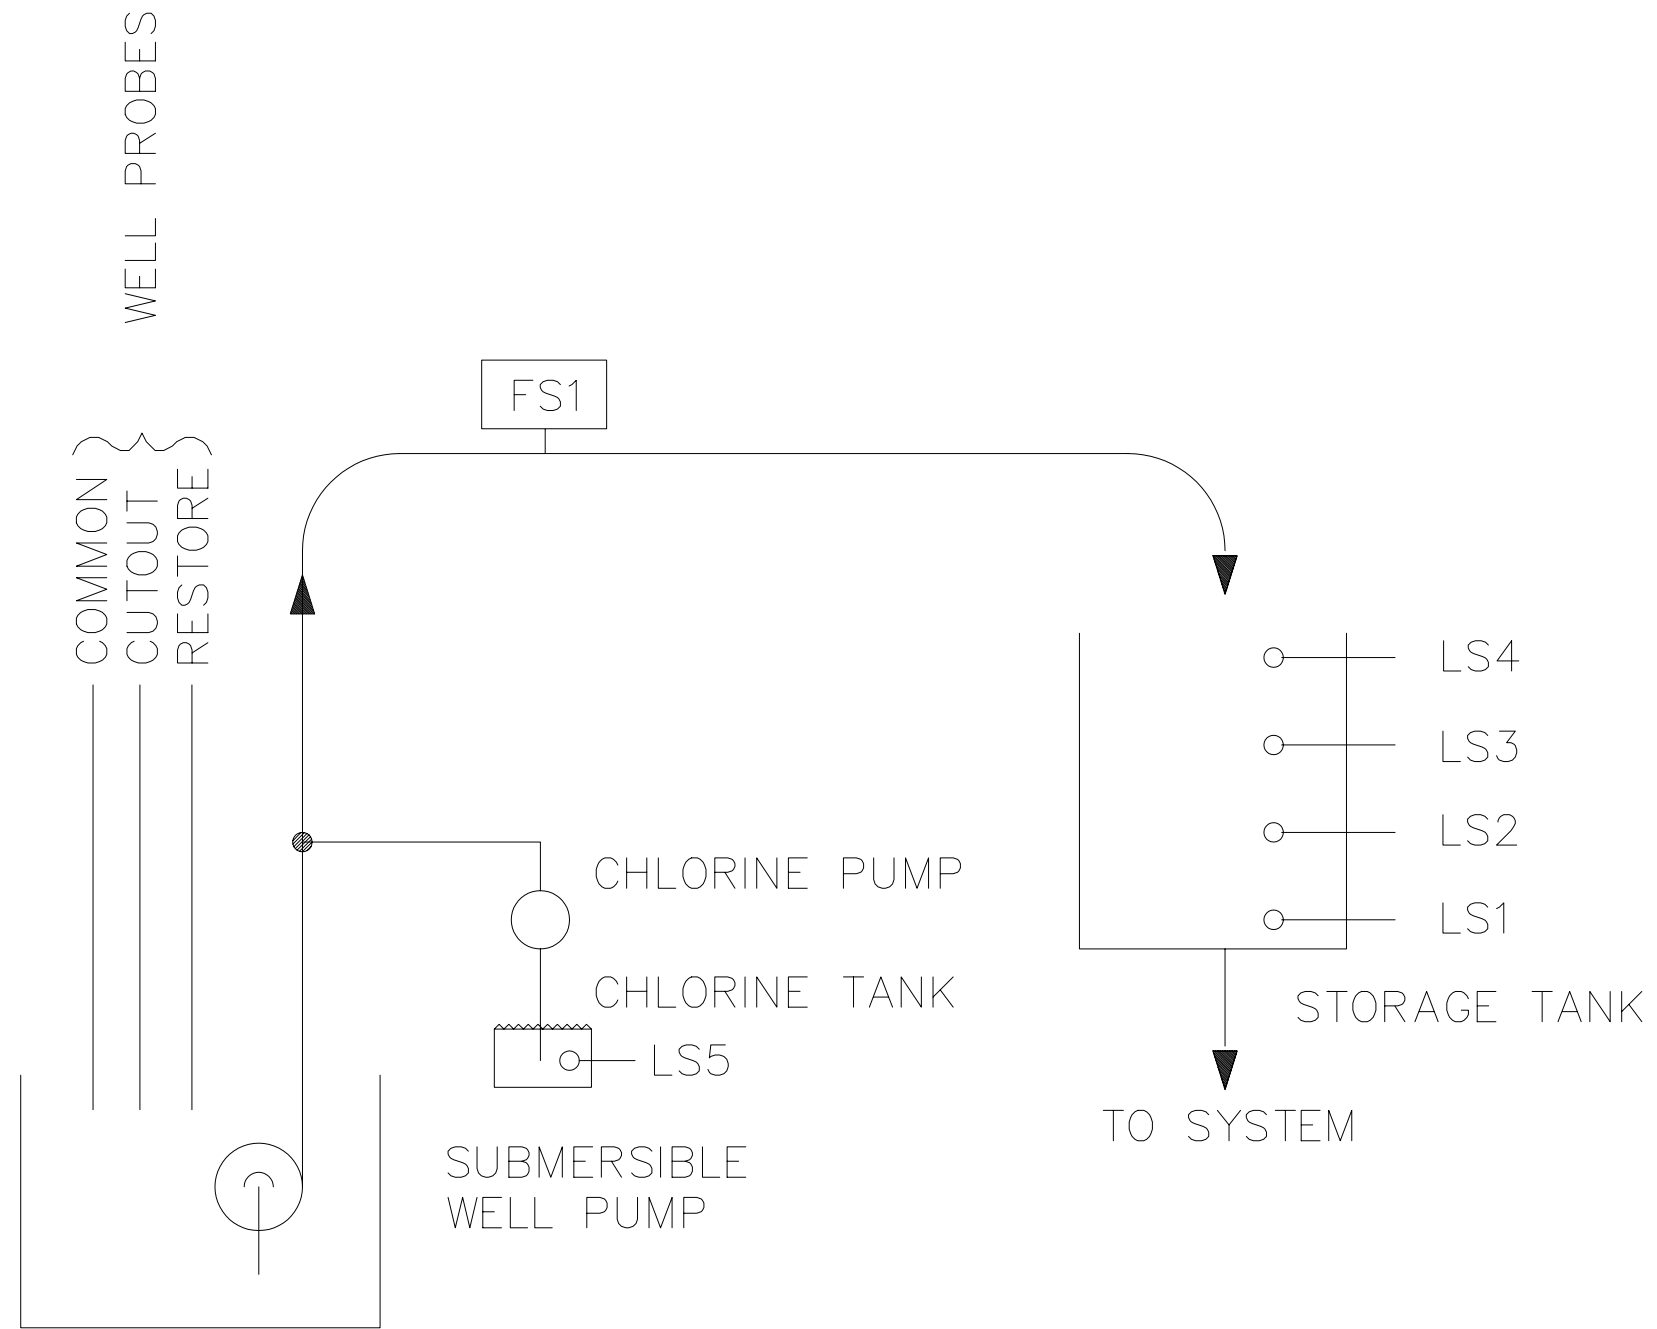 WELL PROBES
FS1
COMMON
CUTOUT
RESTORE
LS4
LS3
LS2
LS1
CHLORINE PUMP
CHLORINE TANK
LS5
STORAGE TANK
TO SYSTEM
SUBMERSIBLE
WELL PUMP